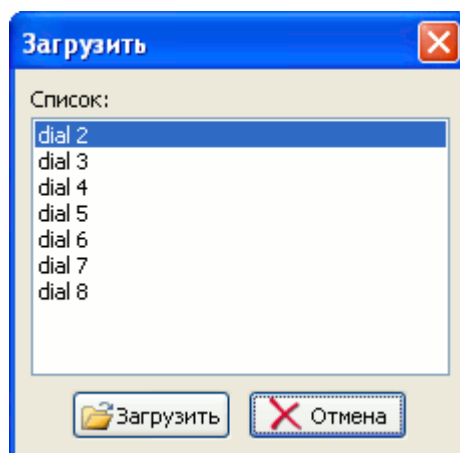 Загрузить
Список:
dial 2
dial 3
dial 4
dial 5
dial 6
dial 7
dial 8
Загрузить Отмена